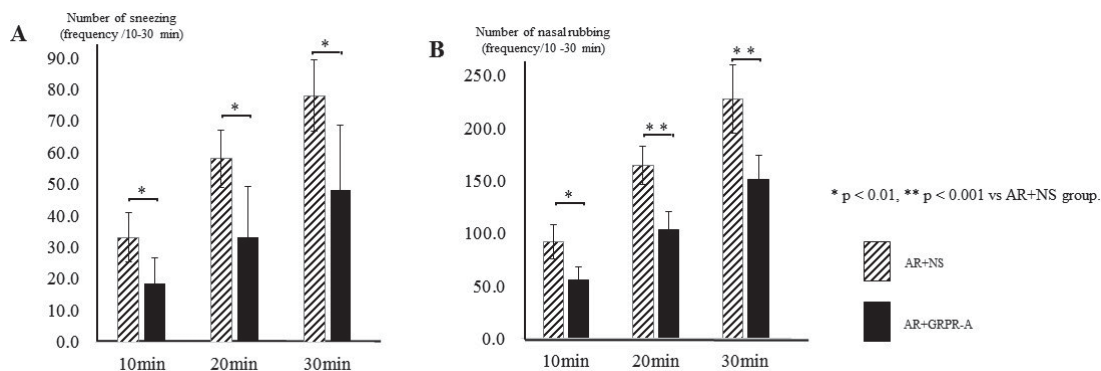 A
Number of sneezing
(frequency /10-30 min)
90.0
80.0
70.0
60.0
50.0
40.0
30.0
20.0
10.0
0.0
*
*
*
10min
20min
30min
B
Number of nasal rubbing
(frequency/10 -30 min)
250.0
200.0
150.0
100.0
50.0
0.0
*
**
**
10min
20min
30min
* p < 0.01, ** p < 0.001 vs AR+NS group.
AR+NS
AR+GRPR-A